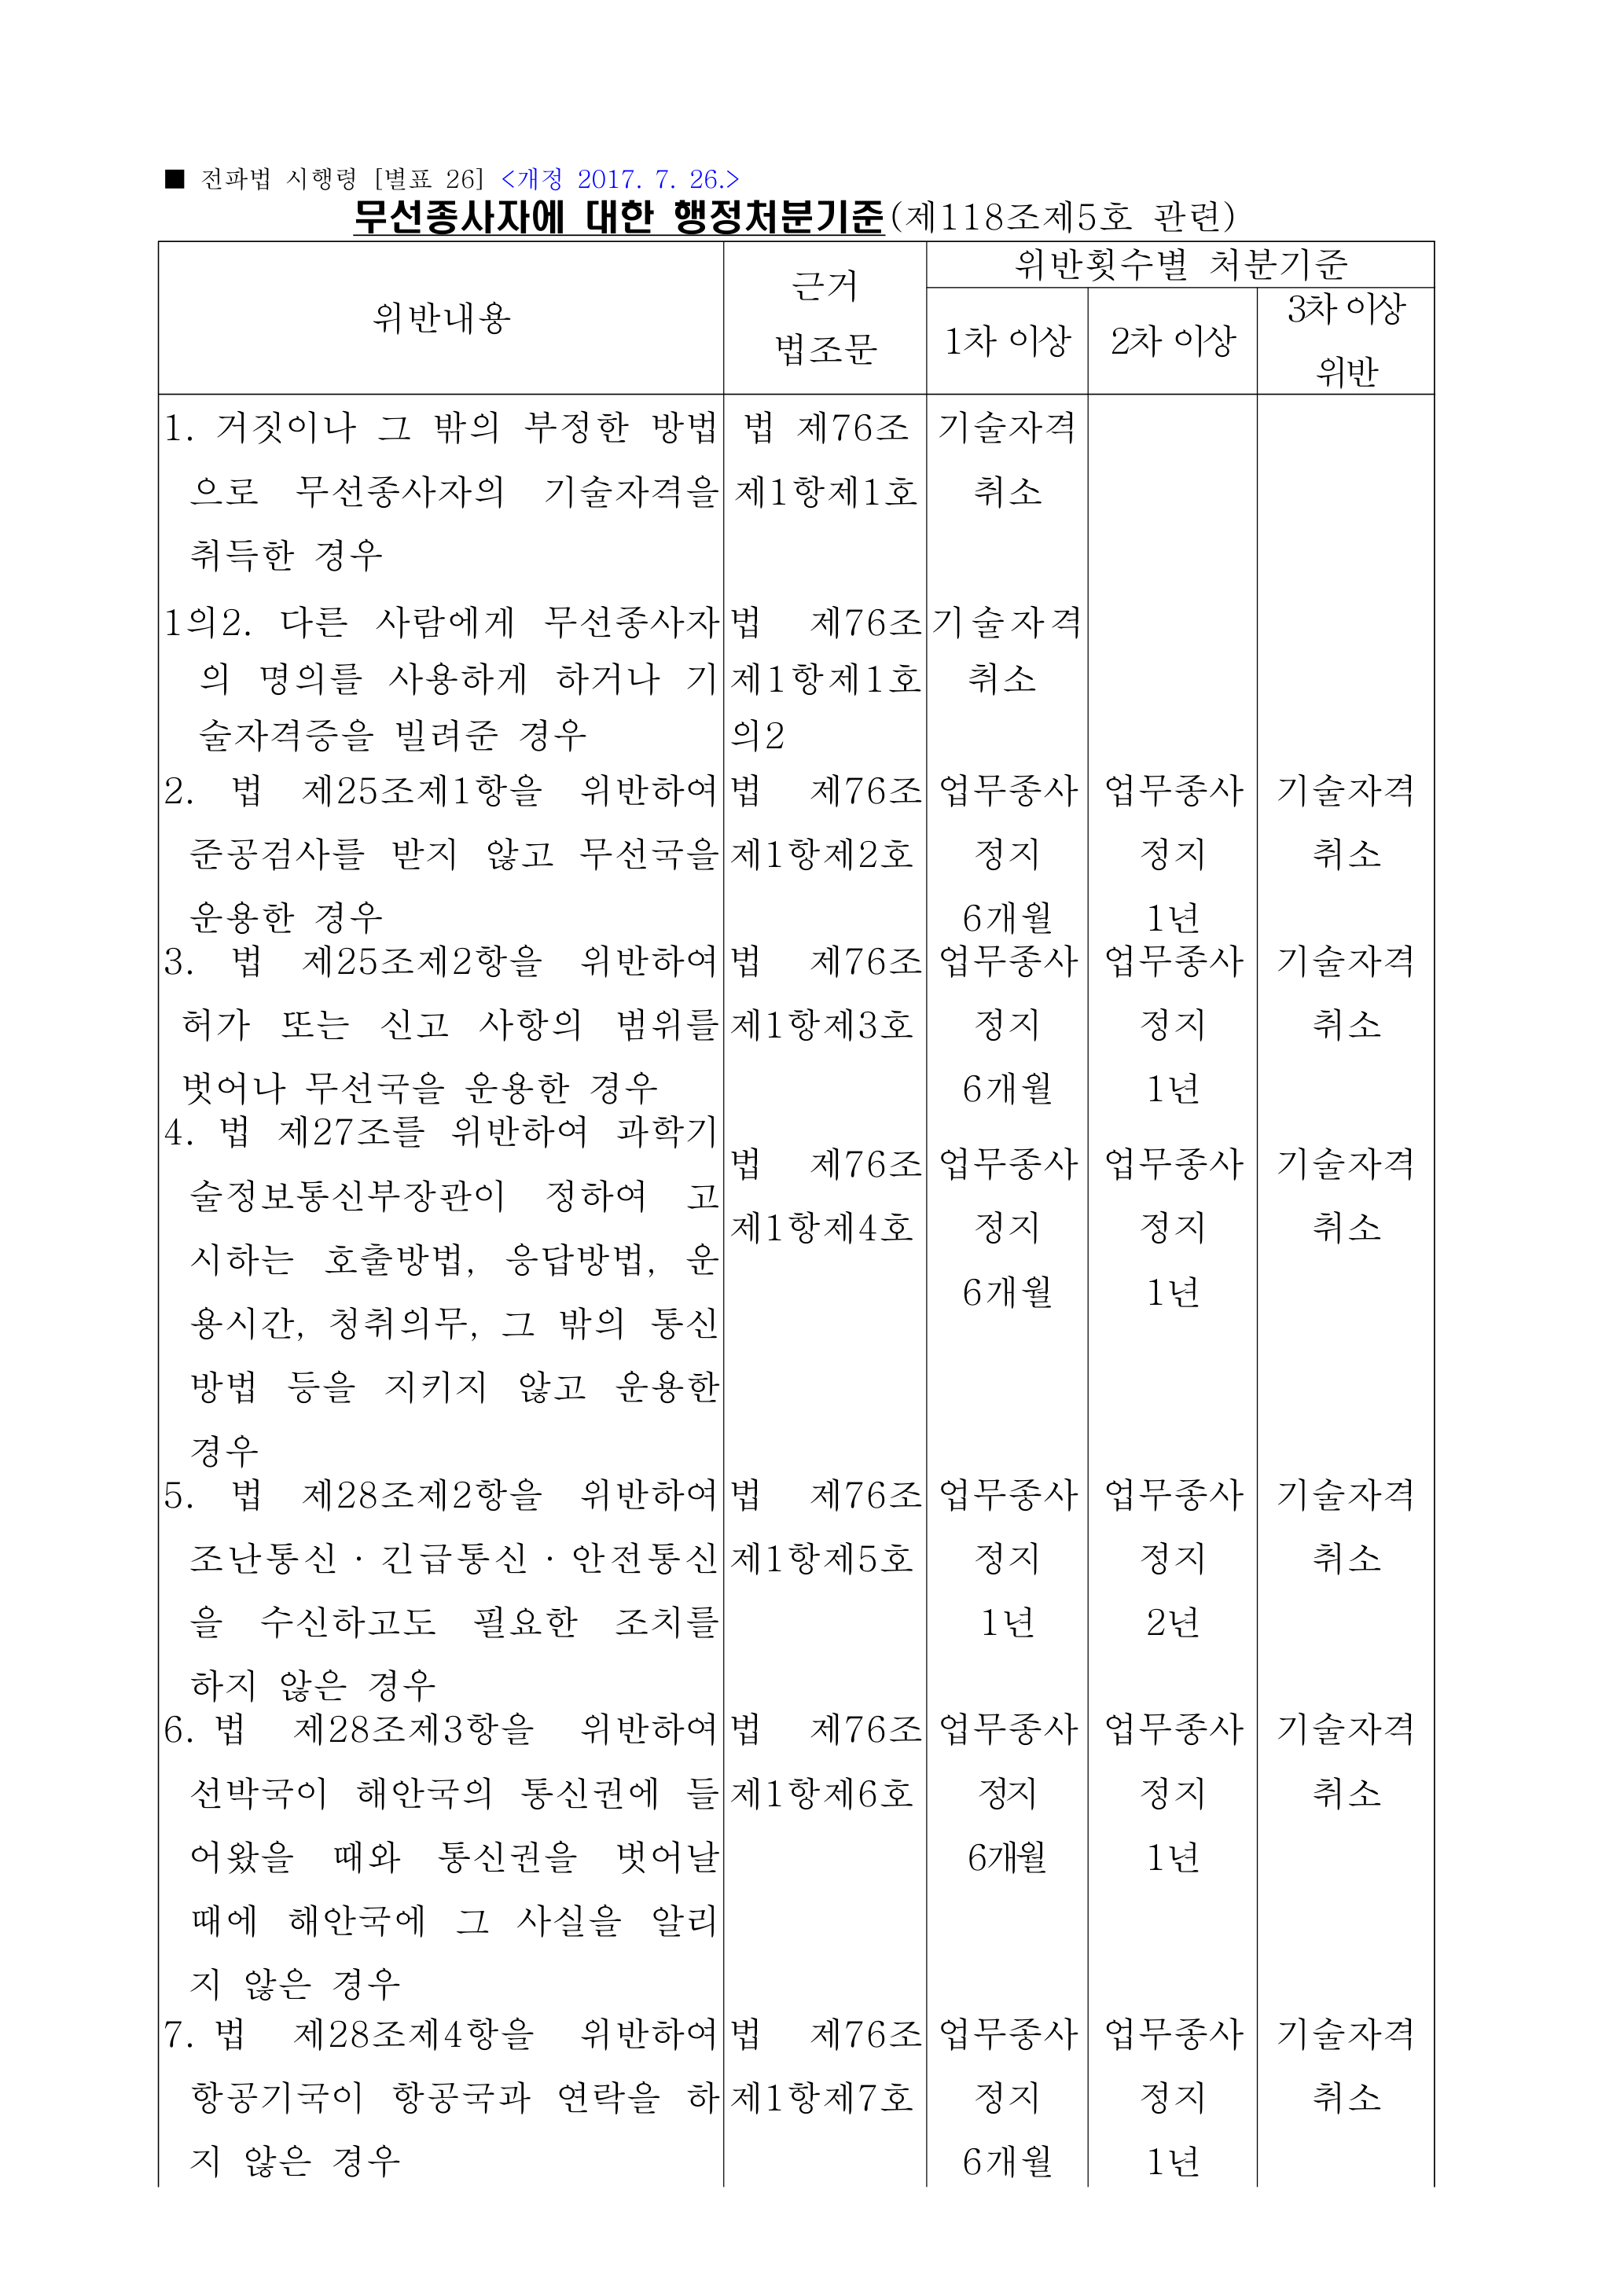 ■ 전파법 시행령 [별표 26] <개정 2017. 7. 26.>
무선종사자에 대한 행정처분기준(제118조제5호 관련)
위반내용
근거
법조문
위반횟수별 처분기준
1차 이상
2차 이상
3차 이상
위반
1. 거짓이나 그 밖의 부정한 방법
으로 무선종사자의 기술자격을
취득한 경우
법 제76조
제1항제1호
기술자격
취소
1의2. 다른 사람에게 무선종사자
의 명의를 사용하게 하거나 기
술자격증을 빌려준 경우
법 제76조
제1항제1호
의2
기술자격
취소
2. 법 제25조제1항을 위반하여
준공검사를 받지 않고 무선국을
운용한 경우
법 제76조
제1항제2호
업무종사
정지
6개월
업무종사
정지
1년
기술자격
취소
3. 법 제25조제2항을 위반하여
허가 또는 신고 사항의 범위를
벗어나 무선국을 운용한 경우
법 제76조
제1항제3호
업무종사
정지
6개월
업무종사
정지
1년
기술자격
취소
4. 법 제27조를 위반하여 과학기
술정보통신부장관이 정하여 고
시하는 호출방법, 응답방법, 운
용시간, 청취의무, 그 밖의 통신
방법 등을 지키지 않고 운용한
경우
법 제76조
제1항제4호
업무종사
정지
6개월
업무종사
정지
1년
기술자격
취소
5. 법 제28조제2항을 위반하여
조난통신ㆍ긴급통신ㆍ안전통신
을 수신하고도 필요한 조치를
하지 않은 경우
법 제76조
제1항제5호
업무종사
정지
1년
업무종사
정지
2년
기술자격
취소
6. 법 제28조제3항을 위반하여
선박국이 해안국의 통신권에 들
어왔을 때와 통신권을 벗어날
때에 해안국에 그 사실을 알리
지 않은 경우
법 제76조
제1항제6호
업무종사
정지
6개월
업무종사
정지
1년
기술자격
취소
7. 법 제28조제4항을 위반하여
항공기국이 항공국과 연락을 하
지 않은 경우
법 제76조
제1항제7호
업무종사
정지
6개월
업무종사
정지
1년
기술자격
취소